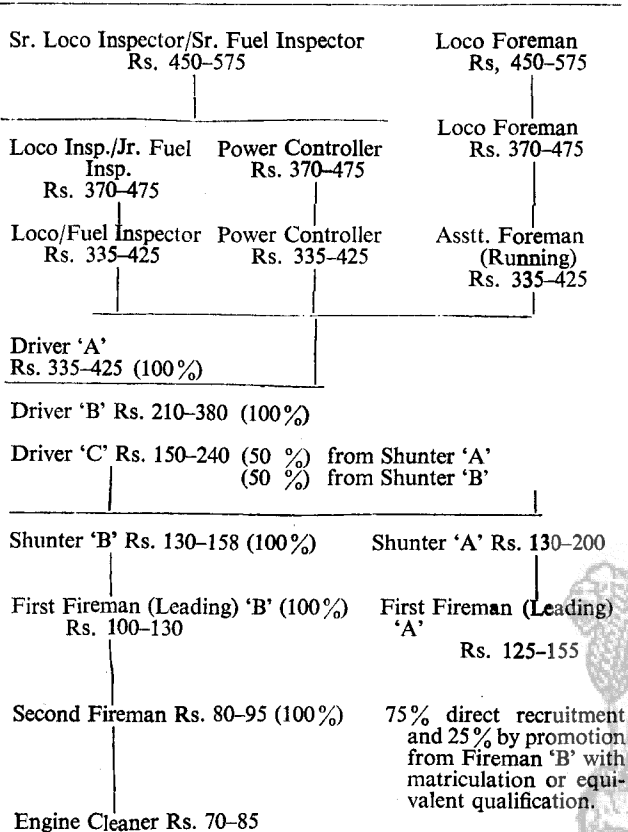 Sr. Loco Inspector/Sr. Fuel Inspector
Rs. 450–575
Loco Foreman
Rs, 450–575
Loco Insp./Jr. Fuel
Insp.
Rs. 370–475
Power Controller
Rs. 370–475
Loco Foreman
Rs. 370–475
Loco/Fuel Inspector
Rs. 335–425
Power Controller
Rs. 335–425
Asstt. Foreman
(Running)
Rs. 335–425
Driver ‘A’
Rs. 335–425 (100%)
Driver ‘B’ Rs. 210–380 (100%)
Driver ‘C’ Rs. 150–240 (50 %) from Shunter ‘A’
(50 %) from Shunter ‘B’
Shunter ‘B’ Rs. 130–158 (100%)
Shunter ‘A’ Rs. 130–200
First Fireman (Leading) ‘B’ (100%)
Rs. 100–130
First Fireman (Leading)
‘A’
Rs. 125–155
Second Fireman Rs. 80–95 (100%)
75% direct recruitment
and 25% by promotion
from Fireman ‘B’ with
matriculation or equi-
valent qualification.
Engine Cleaner Rs. 70–85